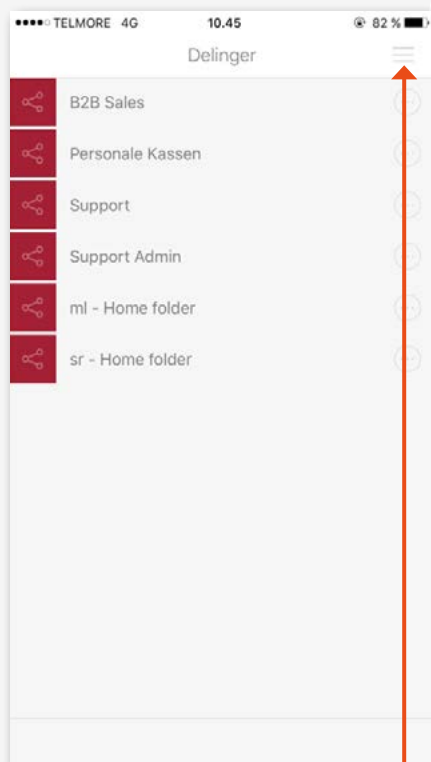 TELMORE 4G 10.45 82 %
Delinger
B2B Sales
Personale Kassen
Support
Support Admin
ml - Home folder
sr - Home folder